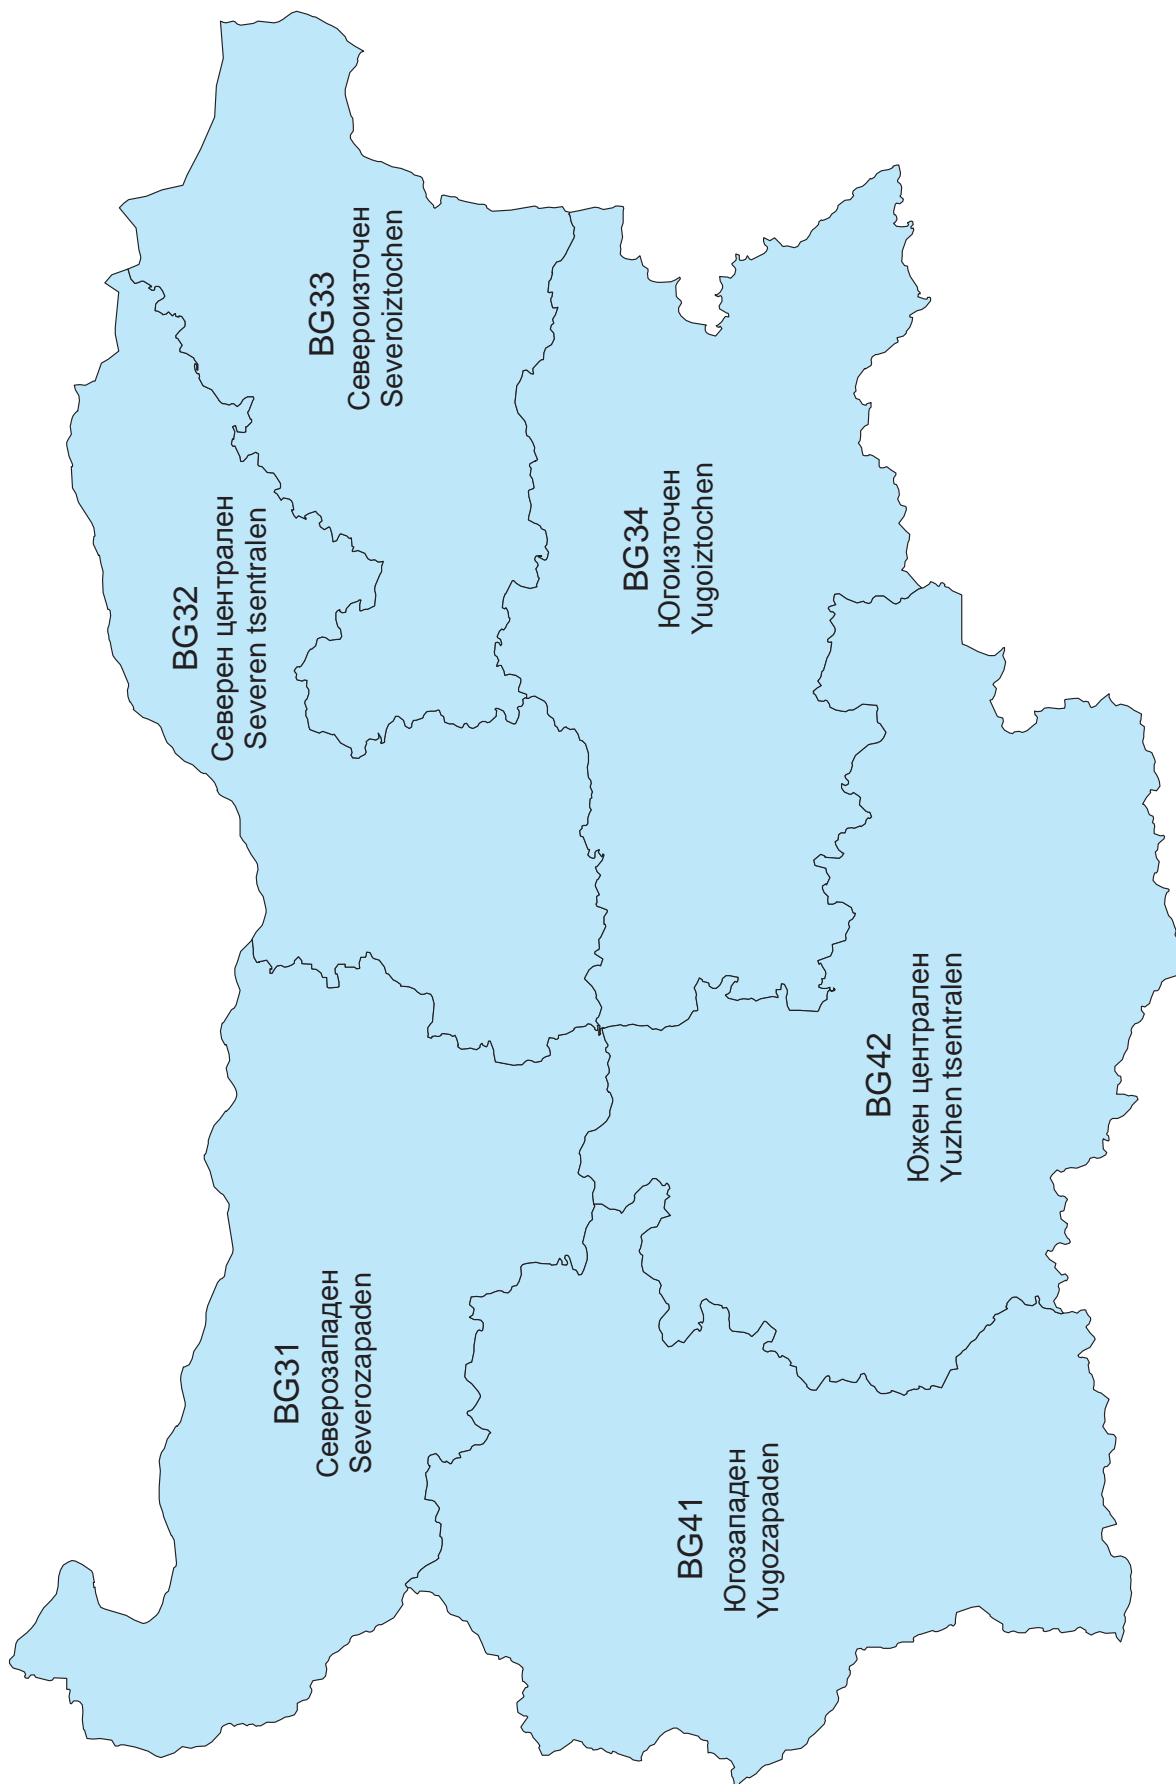 BG31
Северозападен
Severozapaden
BG32
Северен централен
Severen tsentralen
BG33
Североизточен
Severoiztochen
BG34
Югоизточен
Yugoiztochen
BG41
Югозападен
Yugozapaden
BG42
Южен централен
Yuzhen tsentralen